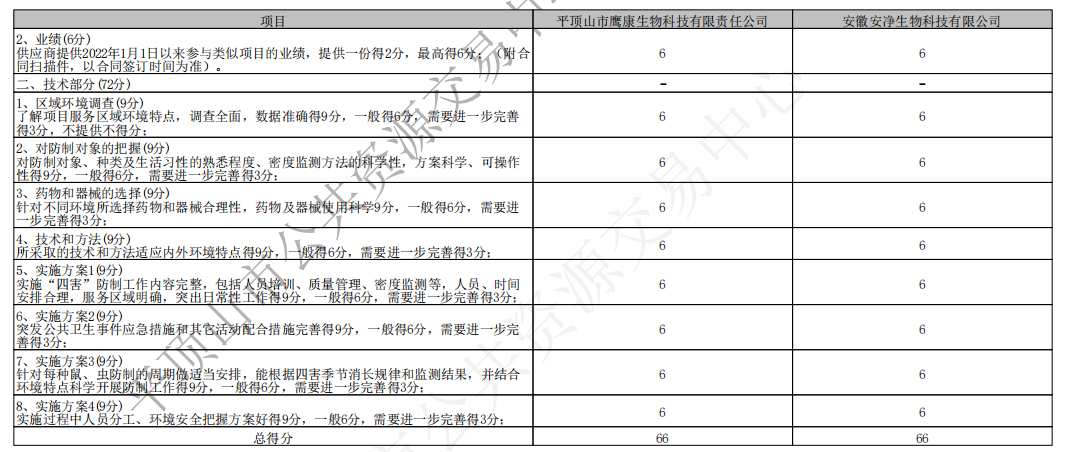 项目 平顶山市鹰康生物科技有限责任公司 安徽安净生物科技有限公司
2、业绩(6分)
供应商提供2022年1月1日以来参与类似项目的业绩，提供一份得2分，最高得6分；（附合 6 6
同扫描件，以合同签订时间为准）。
二、技术部分(72分) - -
1、区域环境调查(9分)
了解项目服务区域环境特点，调查全面，数据准确得9分，一般得6分，需要进一步完善 6 6
得3分，不提供不得分；
2、对防制对象的把握(9分)
对防制对象、种类及生活习性的熟悉程度、密度监测方法的科学性，方案科学、可操作 6 6
性得9分，一般得6分，需要进一步完善得3分；
3、药物和器械的选择(9分)
针对不同环境所选择药物和器械合理性，药物及器械使用科学9分，一般得6分，需要进 6 6
一步完善得3分；
4、技术和方法(9分)
所采取的技术和方法适应内外环境特点得9分，一般得6分，需要进一步完善得3分； 6 6
5、实施方案1(9分)
实施“四害”防制工作内容完整，包括人员培训、质量管理、密度监测等，人员、时间 6 6
安排合理，服务区域明确，突出日常性工作得9分，一般得6分，需要进一步完善得3分；
6、实施方案2(9分)
突发公共卫生事件应急措施和其它活动配合措施完善得9分，一般得6分，需要进一步完 6 6
善得3分；
7、实施方案3(9分)
针对每种鼠、虫防制的周期做适当安排，能根据四害季节消长规律和监测结果，并结合 6 6
环境特点科学开展防制工作得9分，一般得6分，需要进一步完善得3分；
8、实施方案4(9分)
实施过程中人员分工、环境安全把握方案好得9分，一般6分，需要进一步完善得3分； 6 6
总得分 66 66
平顶山市公共资源交易中心
市公共资源交易中心